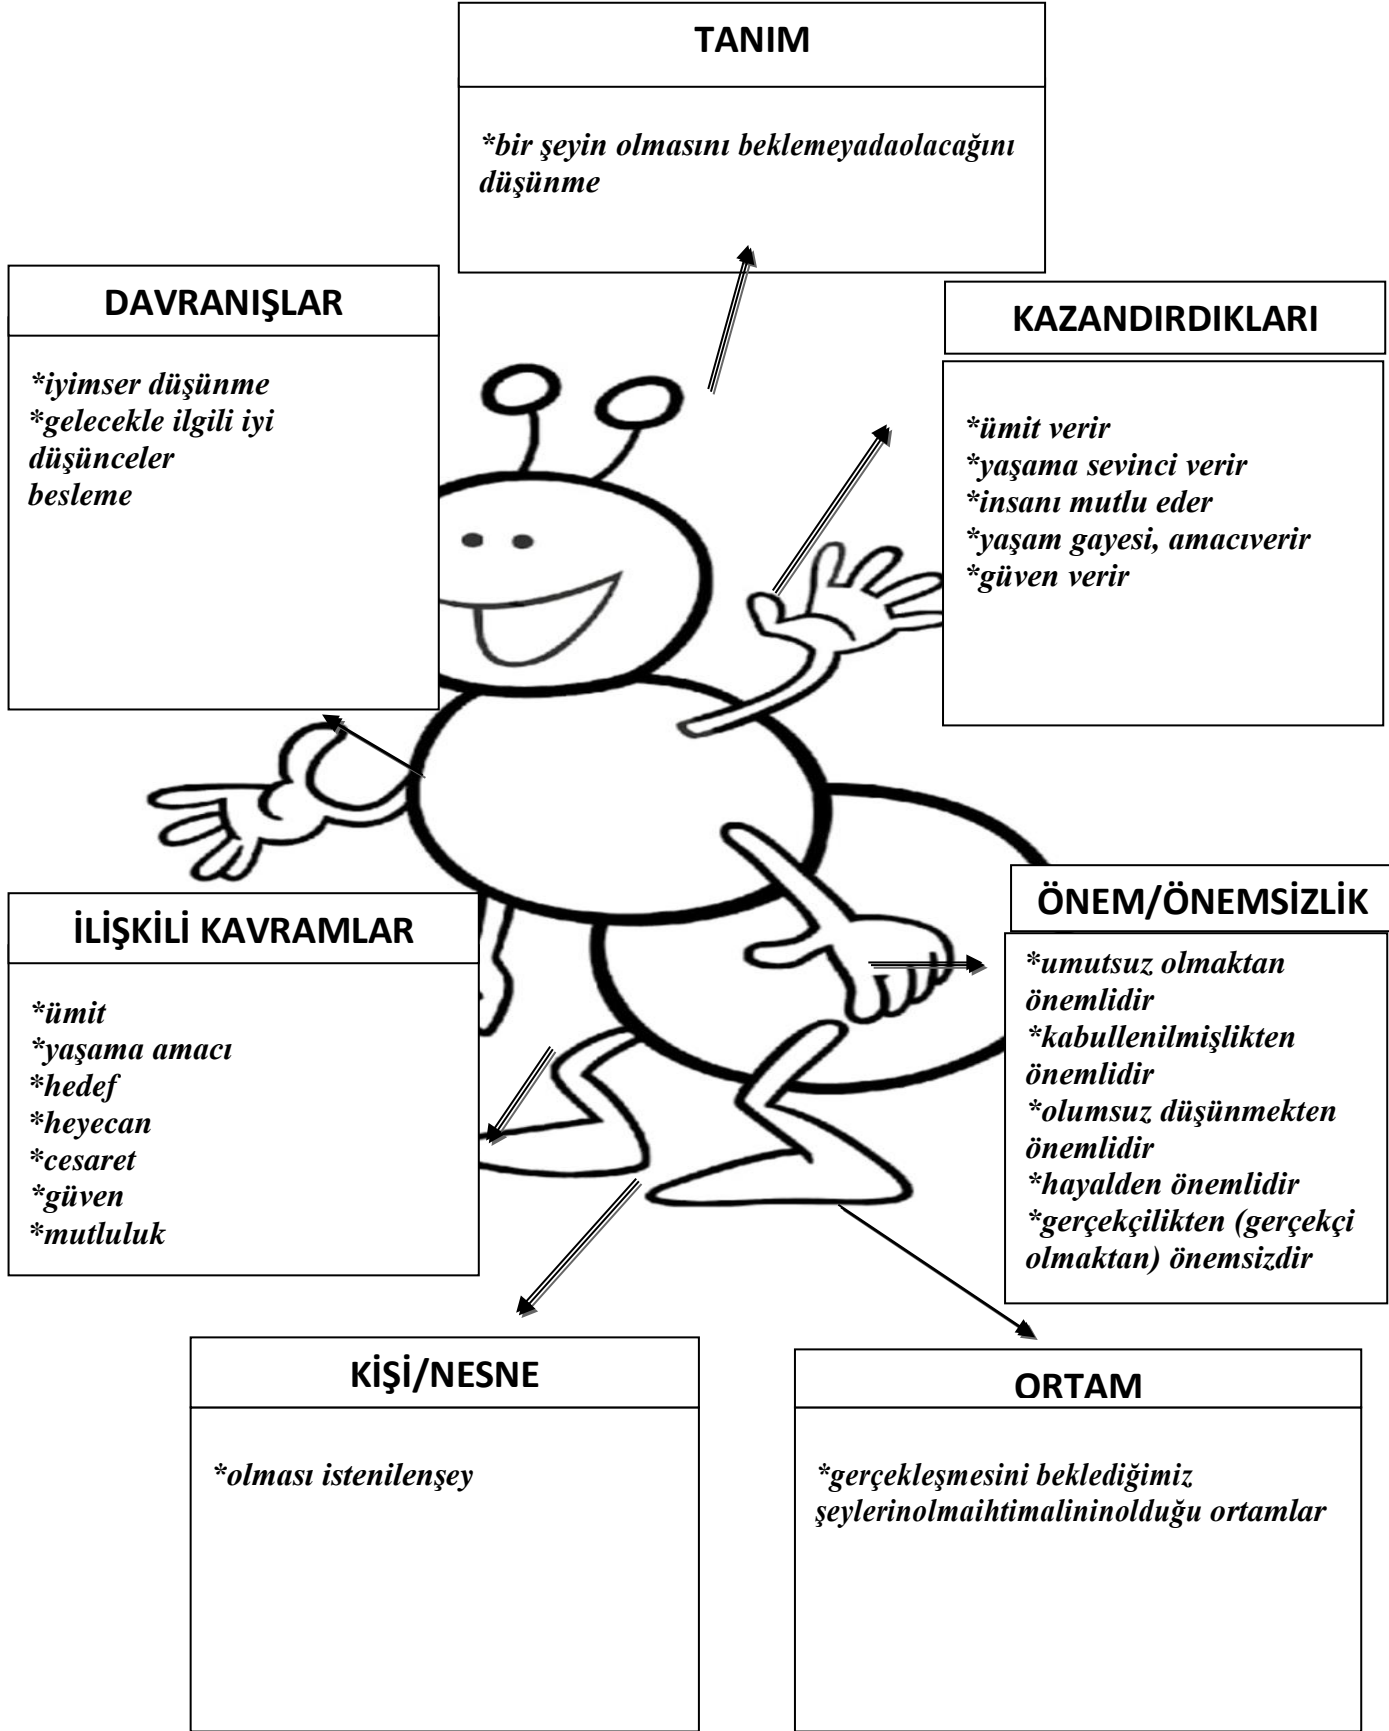 TANIM
*bir şeyin olmasını beklemeyadaolacağını
düşünme
DAVRANIŞLAR
*iyimser düşünme
*gelecekle ilgili iyi
düşünceler
besleme
KAZANDIRDIKLARI
*ümit verir
*yaşama sevinci verir
*insanı mutlu eder
*yaşam gayesi, amacıverir
*güven verir
İLİŞKİLİ KAVRAMLAR
*ümit
*yaşama amacı
*hedef
*heyecan
*cesaret
*güven
*mutluluk
ÖNEM/ÖNEMSİZLİK
*umutsuz olmaktan
önemlidir
*kabullenilmişlikten
önemlidir
*olumsuz düşünmekten
önemlidir
*hayalden önemlidir
*gerçekçilikten (gerçekçi
olmaktan) önemsizdir
KİŞİ/NESNE
*olması istenilenşey
ORTAM
*gerçekleşmesini beklediğimiz
şeylerinolmaihtimalininolduğu ortamlar